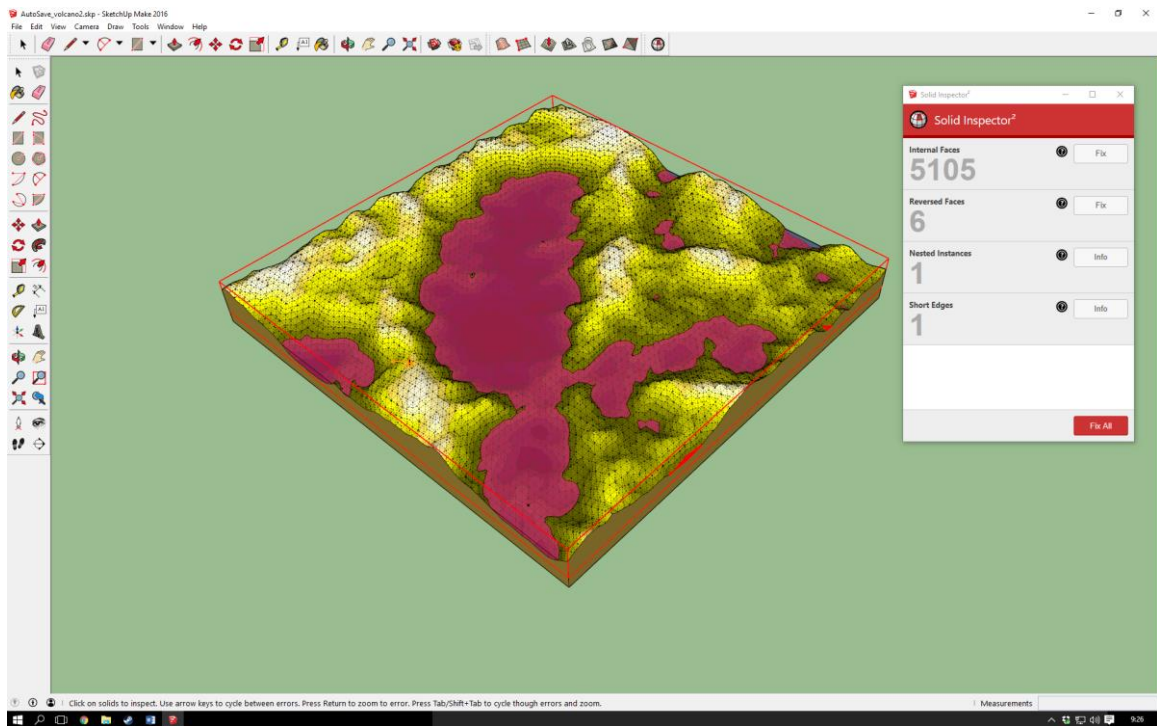 AutoSave_volcano2.skp - SketchUp Make 2016
File Edit View Camera Draw Tools Window Help
Solid Inspector²
Solid Inspector²
Internal Faces
5105
Fix
Reversed Faces
6
Fix
Nested Instances
1
Info
Short Edges
1
Info
Fix All
Click on solids to inspect. Use arrow keys to cycle between errors. Press Return to zoom to error. Press Tab/Shift+Tab to cycle though errors and zoom.
Measurements
9:26